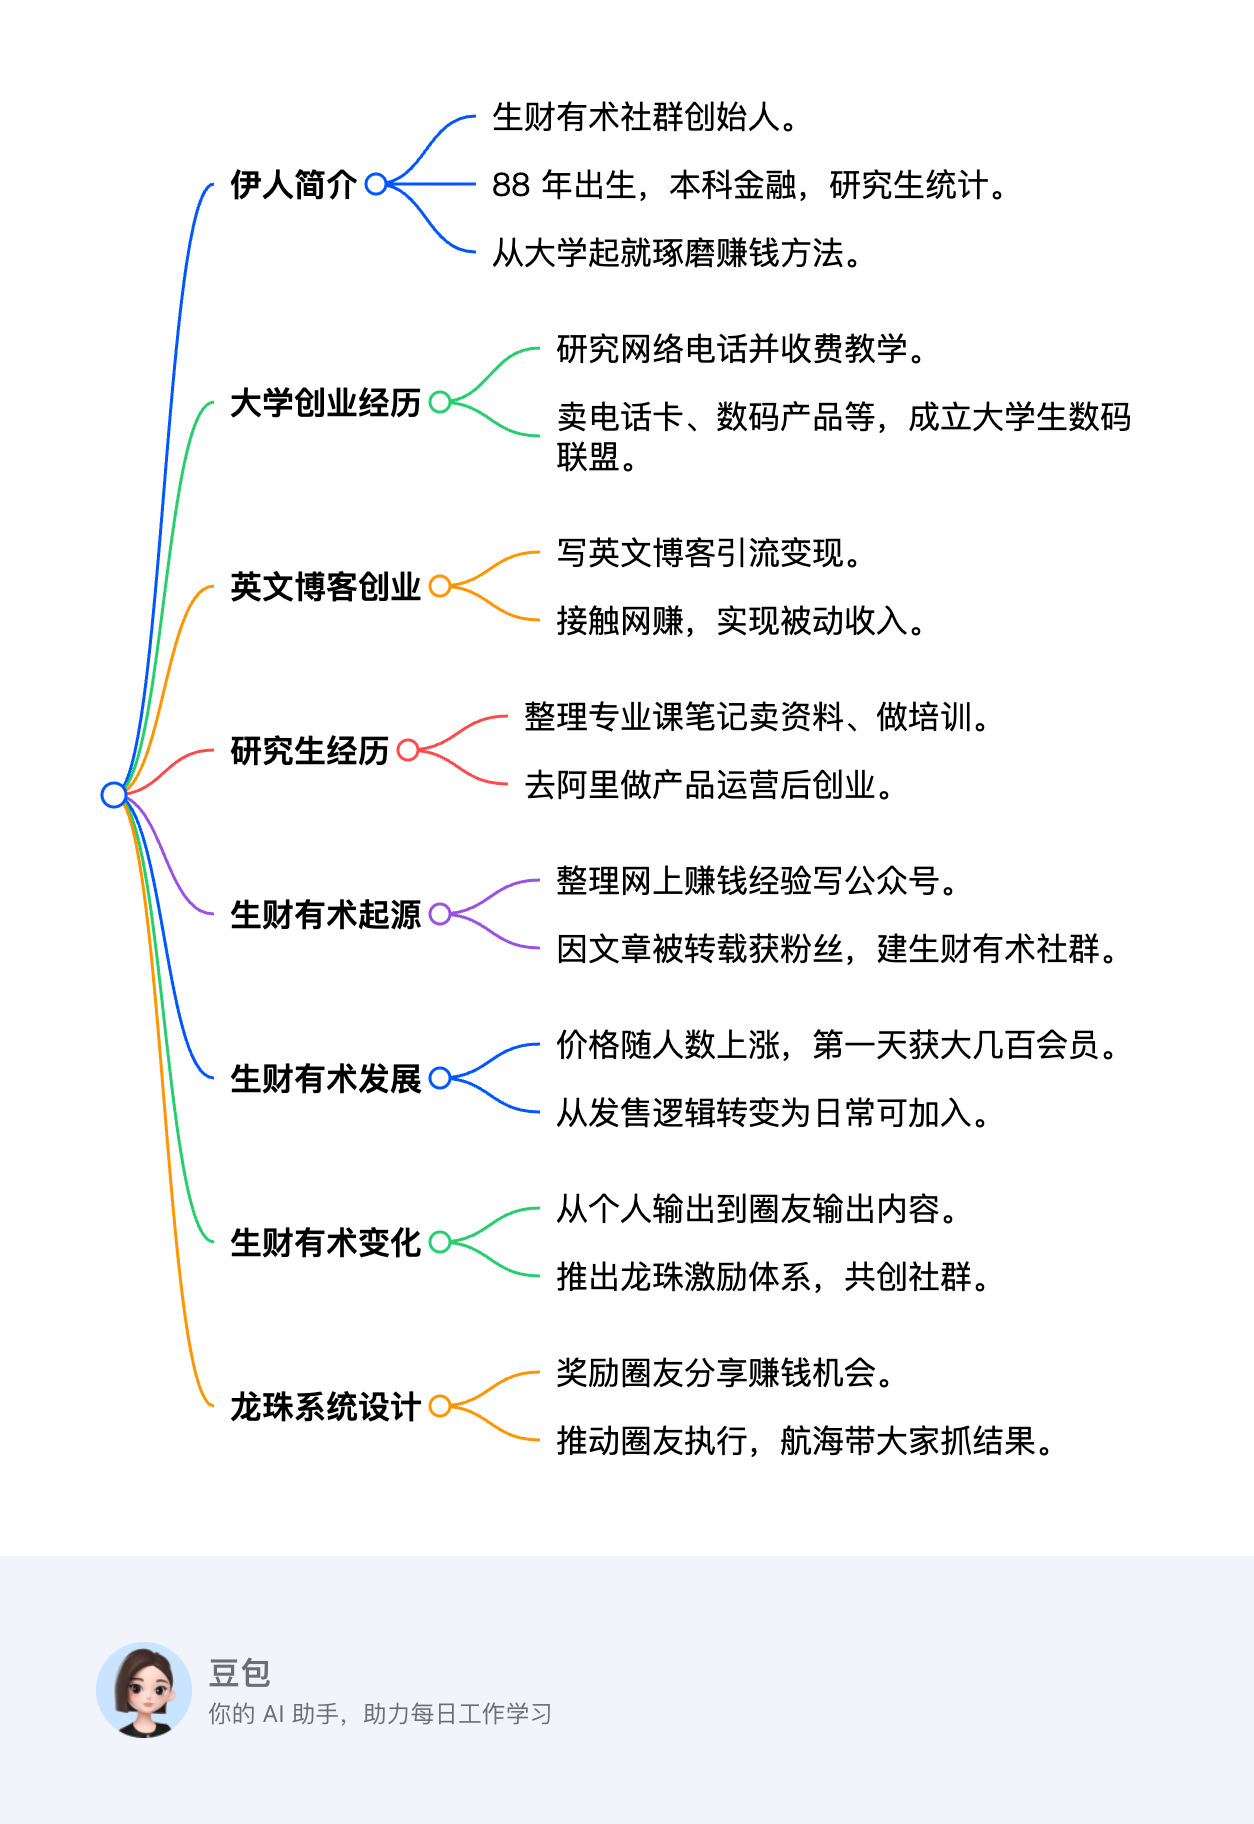 生财有术社群创始人。
伊人简介
88 年出生，本科金融，研究生统计。
从大学起就琢磨赚钱方法。
研究网络电话并收费教学。
大学创业经历
卖电话卡、数码产品等，成立大学生数码
联盟。
写英文博客引流变现。
英文博客创业
接触网赚，实现被动收入。
整理专业课笔记卖资料、做培训。
研究生经历
去阿里做产品运营后创业。
整理网上赚钱经验写公众号。
生财有术起源
因文章被转载获粉丝，建生财有术社群。
价格随人数上涨，第一天获大几百会员。
生财有术发展
从发售逻辑转变为日常可加入。
从个人输出到圈友输出内容。
生财有术变化
推出龙珠激励体系，共创社群。
奖励圈友分享赚钱机会。
龙珠系统设计
推动圈友执行，航海带大家抓结果。
豆包
你的 AI 助手，助力每日工作学习